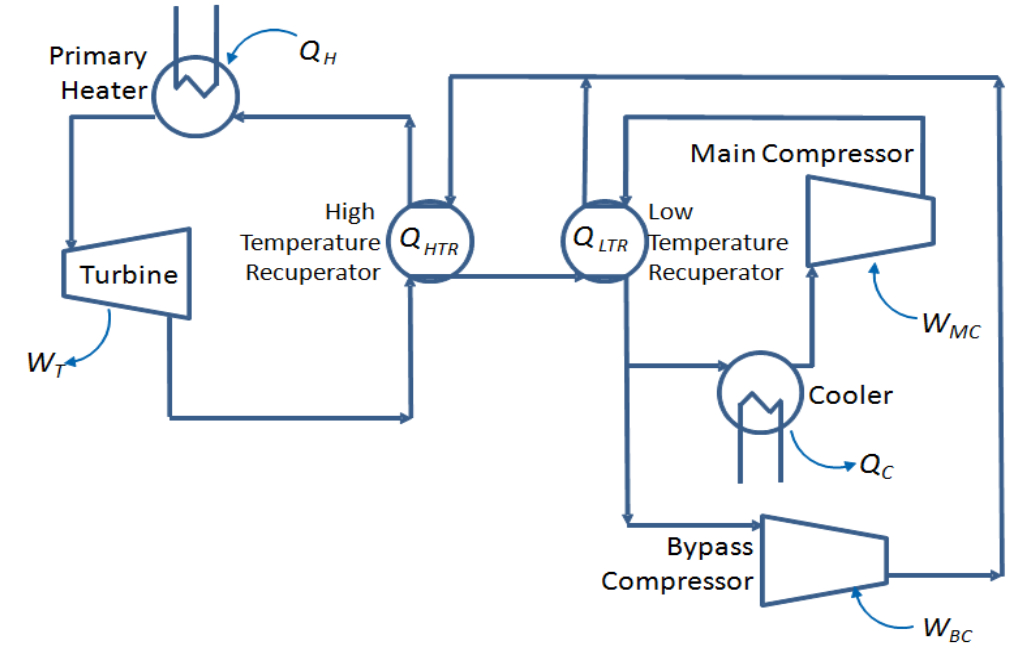 Primary
Heater
Q_H
Main Compressor
High
Temperature
Recuperator
Q_HTR
Q_LTR
Low
Temperature
Recuperator
Turbine
W_T
W_MC
Cooler
Q_C
Bypass
Compressor
W_BC